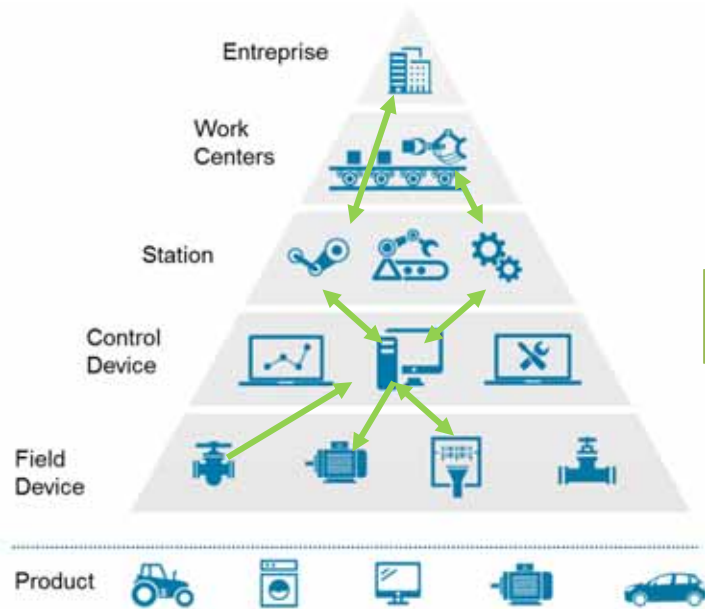 Entreprise
Work
Centers
Station
Control
Device
Field
Device
Product